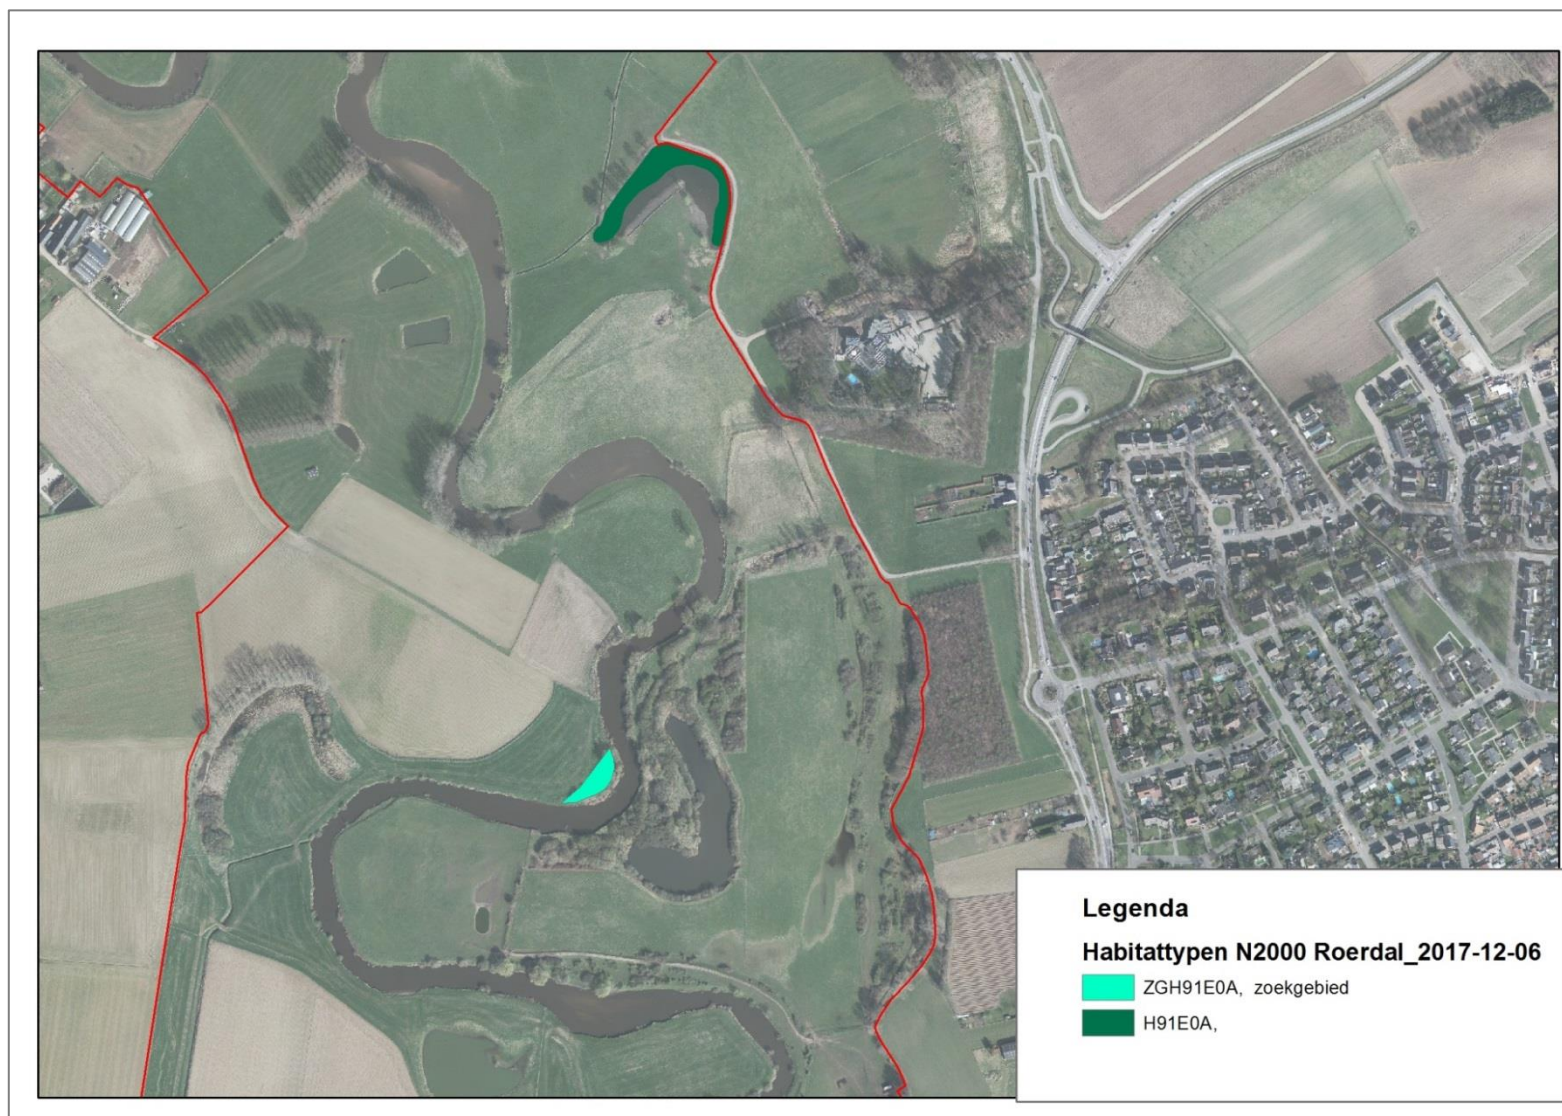 Legenda
Habitattypen N2000 Roerdal_2017-12-06
ZGH91E0A, zoekgebied
H91E0A,